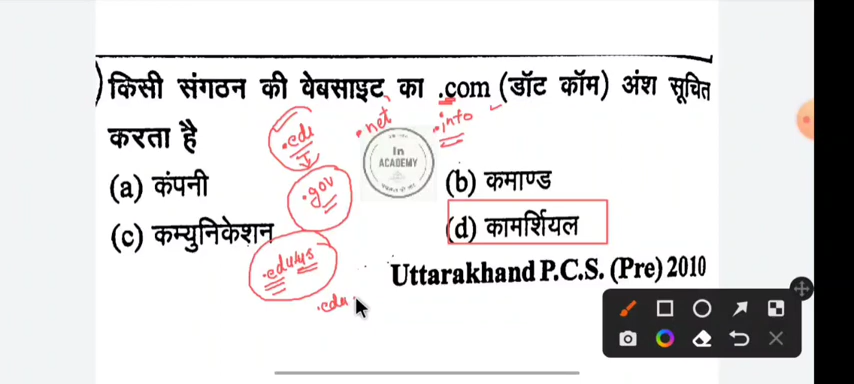 ) किसी संगठन की वेबसाइट का .com (डॉट कॉम) अंश सूचित
करता है
.edu
.net
.info
In
ACADEMY
(a) कंपनी
(b) कमाण्ड
.gov
(c) कम्युनिकेशन
(d) कामर्शियल
.edu/us
Uttarakhand P.C.S. (Pre) 2010
.edu